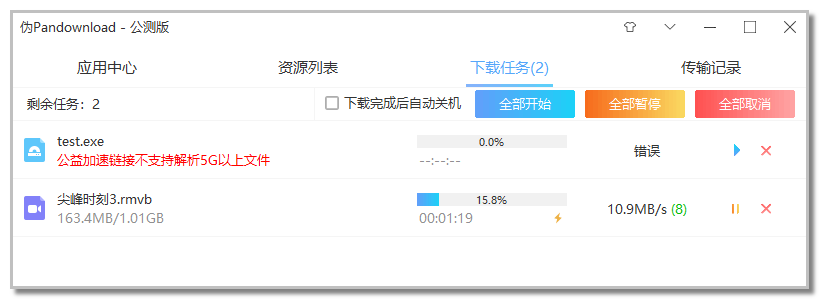 伪Pandownload - 公测版
应用中心 资源列表 下载任务(2) 传输记录
剩余任务：2 下载完成后自动关机 全部开始 全部暂停 全部取消
test.exe 0.0% 错误
公益加速链接不支持解析5G以上文件 --:--:--
尖峰时刻3.rmvb 15.8% 10.9MB/s (8)
163.4MB/1.01GB 00:01:19